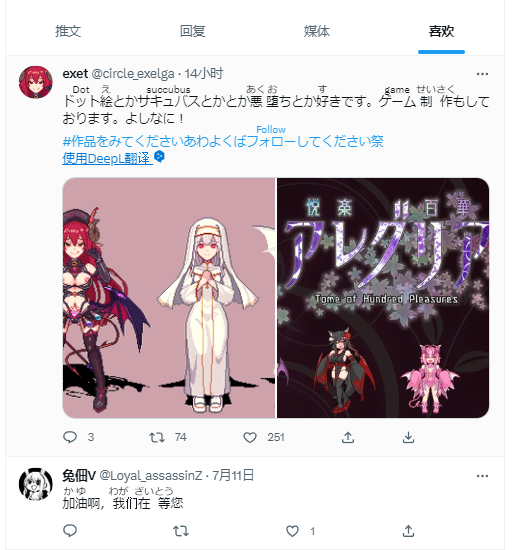 推文 回复 媒体 喜欢
exet @circle_exelga · 14小时
Dot え succubus あくお す game せいさく
ドット絵とかサキュバスとかとか悪堕ちとか好きです。ゲーム制作もして
おります。よしなに！
Follow
#作品をみてくださいあわよくばフォローしてください祭
使用DeepL翻译
悦楽百華
アレグリア
Tome of Hundred Pleasures
3 74 251
兔佃V @Loyal_assassinZ · 7月11日
かゆ わが ざいとう
加油啊，我们在等您
1